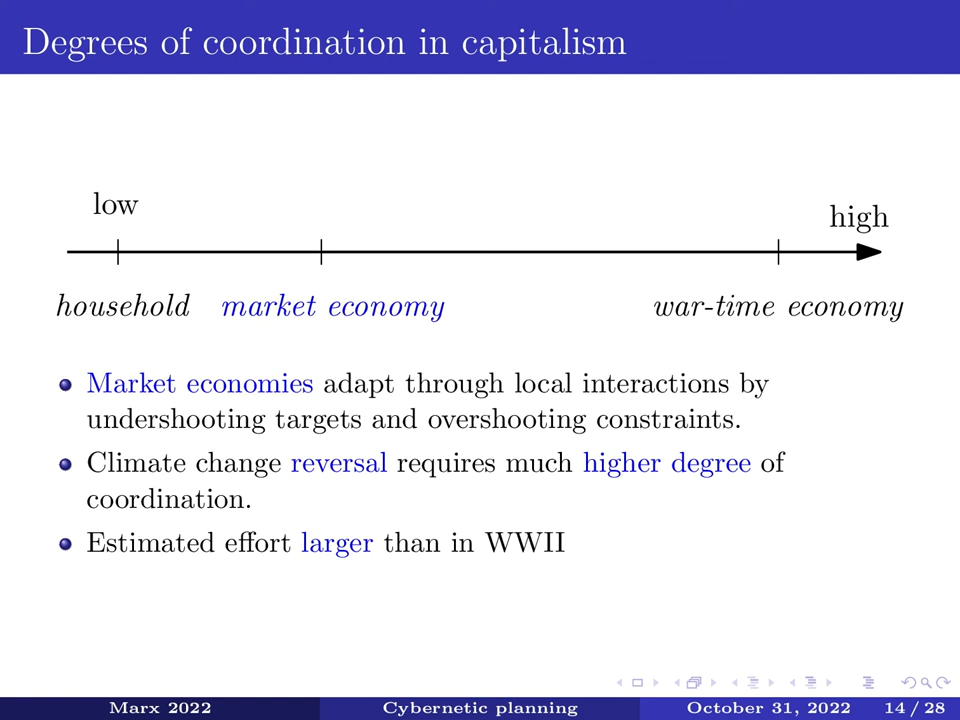 Degrees of coordination in capitalism
low
high
household market economy war-time economy
Market economies adapt through local interactions by
undershooting targets and overshooting constraints.
Climate change reversal requires much higher degree of
coordination.
Estimated effort larger than in WWII
Marx 2022 Cybernetic planning October 31, 2022 14 / 28